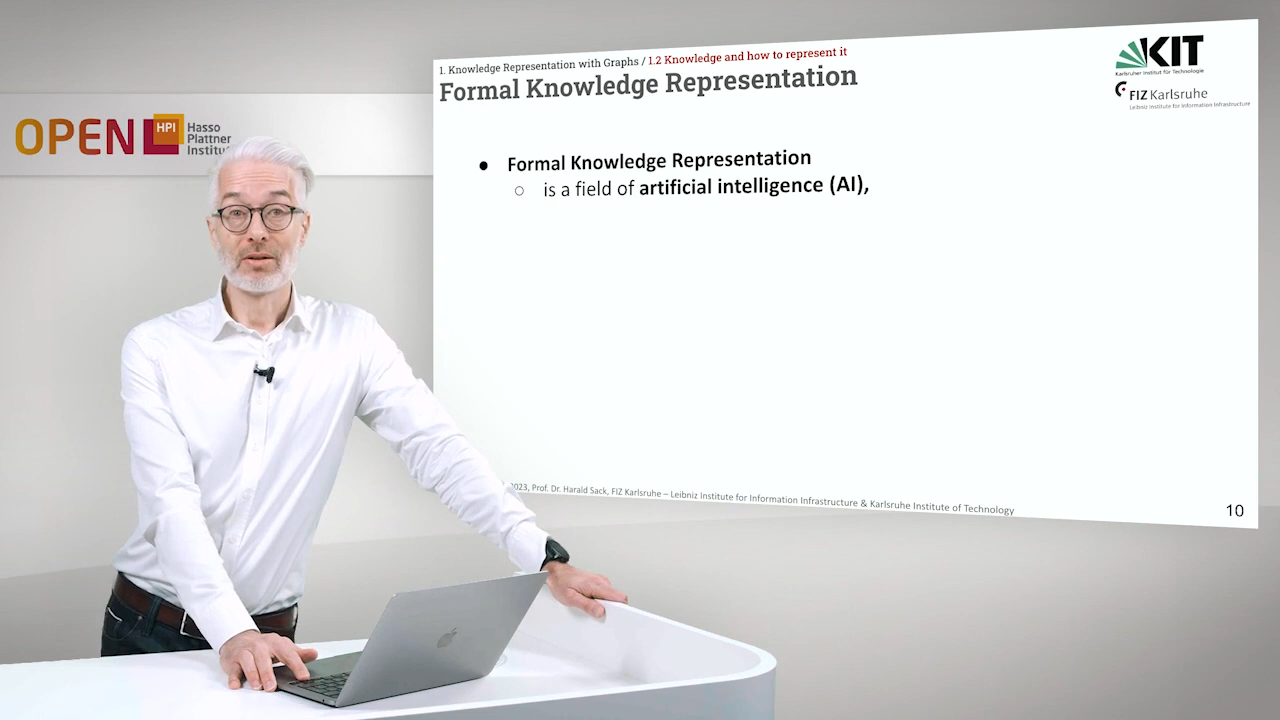 1. Knowledge Representation with Graphs / 1.2 Knowledge and how to represent it
Formal Knowledge Representation
KIT
Karlsruher Institut für Technologie
FIZ Karlsruhe
Leibniz Institute for Information Infrastructure
OPEN HPI
Hasso
Plattner
Institu
● Formal Knowledge Representation
○ is a field of artificial intelligence (AI),
2023, Prof. Dr. Harald Sack, FIZ Karlsruhe – Leibniz Institute for Information Infrastructure & Karlsruhe Institute of Technology
10